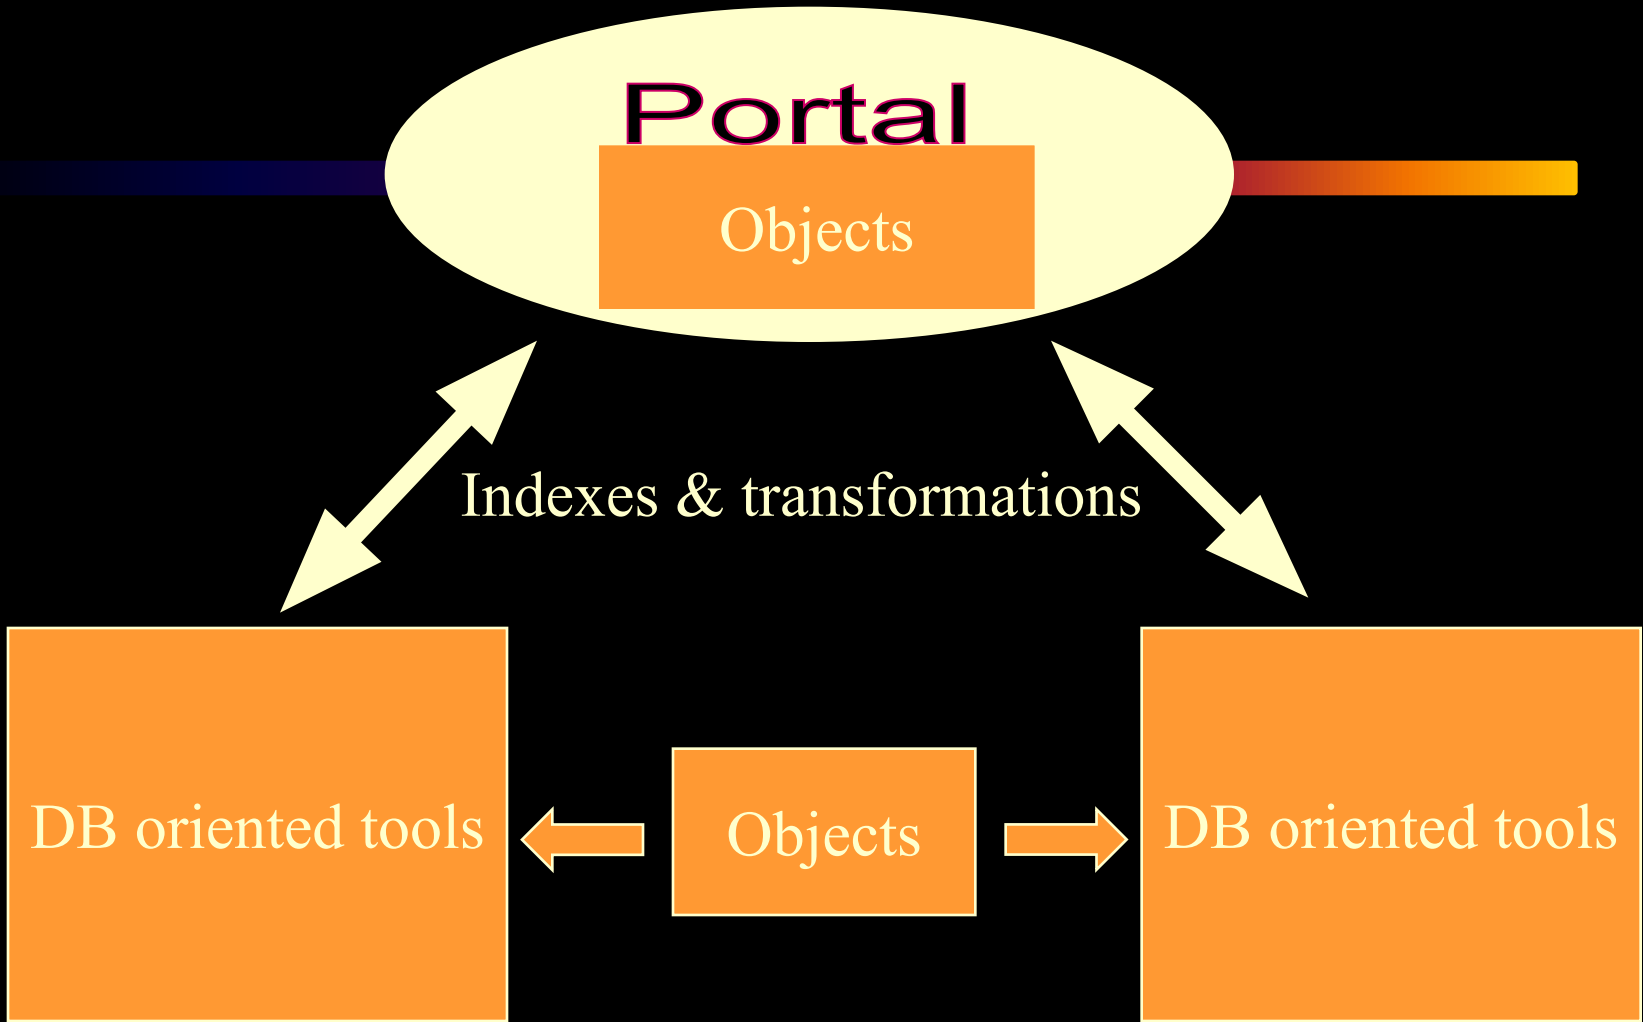 Portal
Objects
Indexes & transformations
DB oriented tools
Objects
DB oriented tools